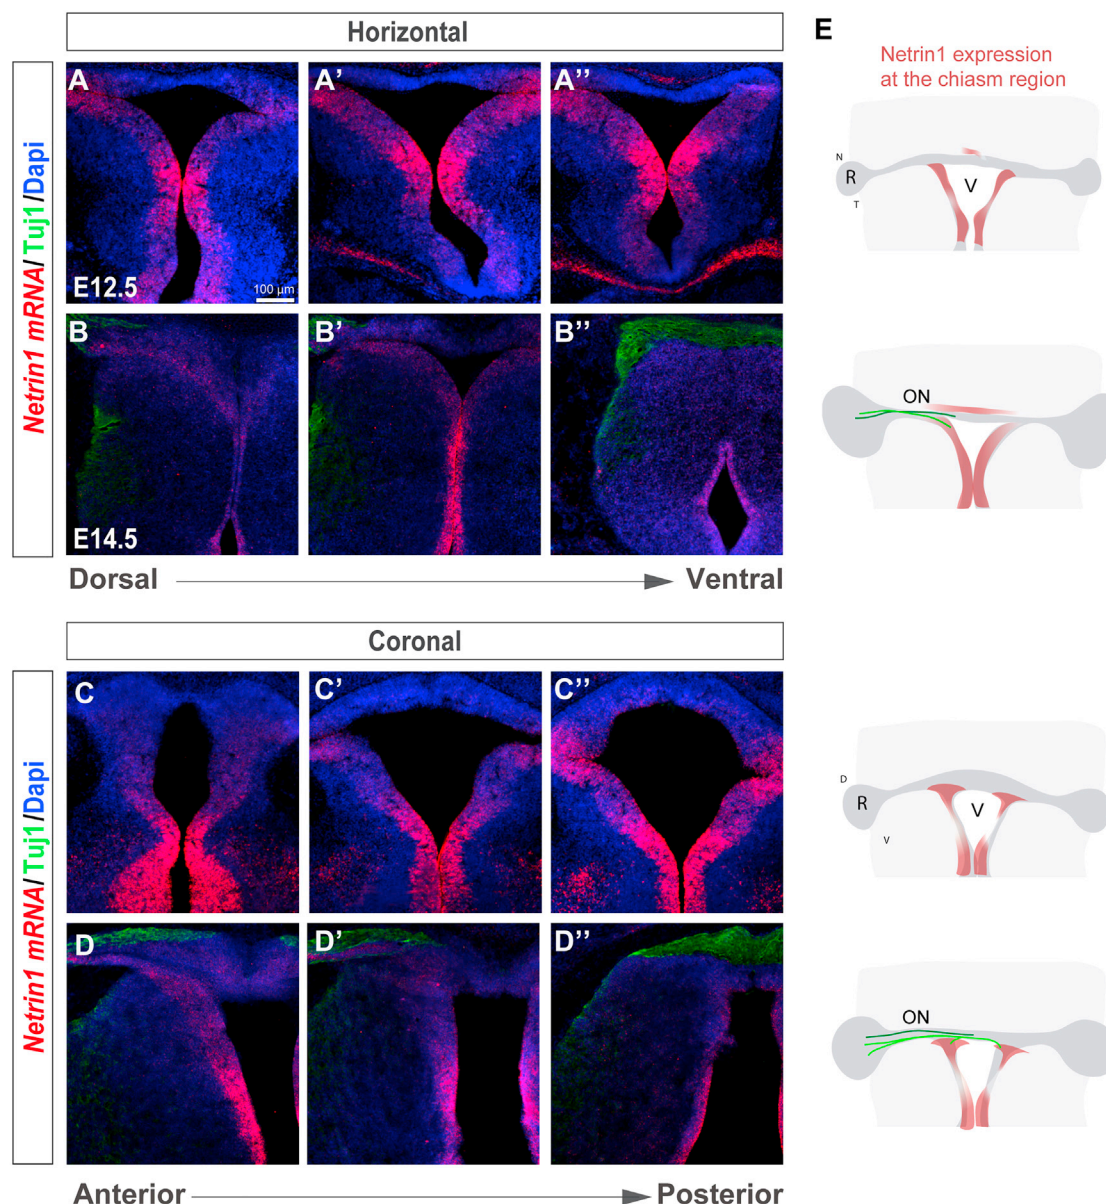 Horizontal
Netrin1 mRNA/ Tuj1 /Dapi
A
E12.5
100 µm
A'
A''
B
E14.5
B'
B''
Dorsal
Ventral
Coronal
Netrin1 mRNA/ Tuj1 /Dapi
C
C'
C''
D
D'
D''
Anterior
Posterior
E
Netrin1 expression
at the chiasm region
N
R
T
V
ON
D
R
V
V
ON